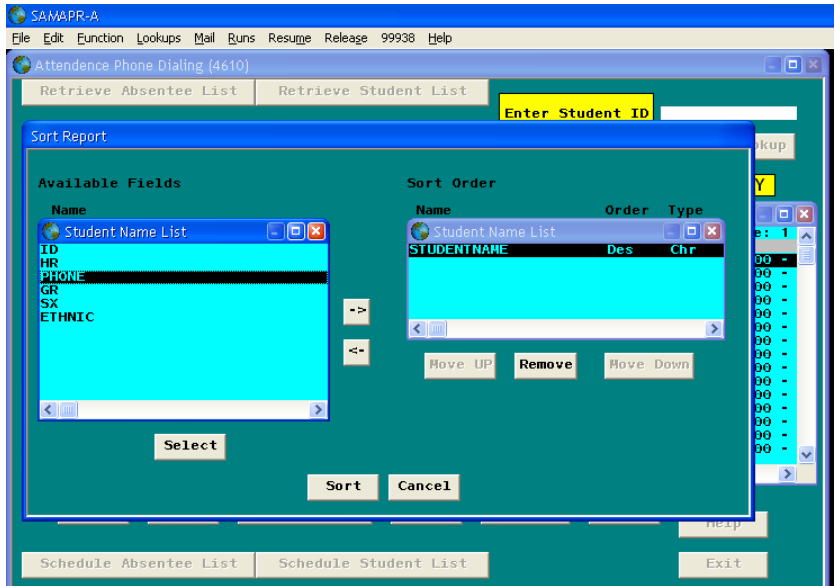 SAMAPR-A
File Edit Function Lookups Mail Runs Resume Release 99938 Help
Attendence Phone Dialing (4610)
Retrieve Absentee List Retrieve Student List
Enter Student ID
Sort Report
Available Fields Sort Order
Name Name Order Type
Student Name List Student Name List
ID STUDENTNAME Des Chr
HR
PHONE
GR
SX
ETHNIC
-> 
<-
Move UP Remove Move Down
Select
Sort Cancel
Help
Schedule Absentee List Schedule Student List Exit